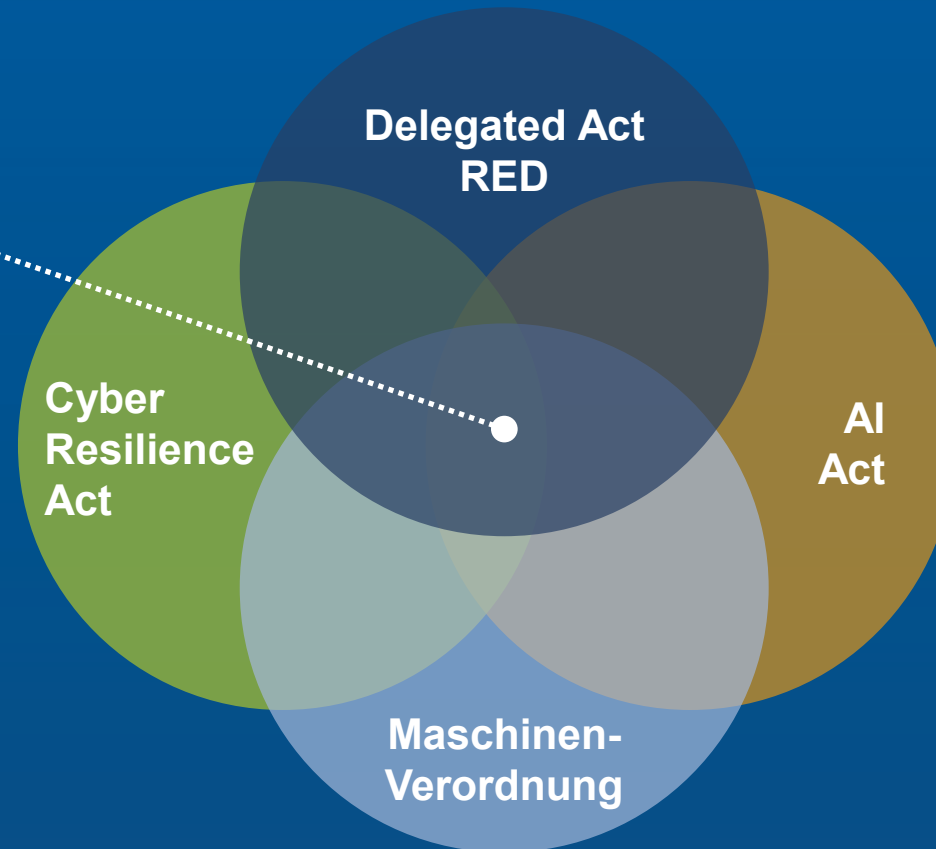 Delegated Act
RED
Cyber
Resilience
Act
AI
Act
Maschinen-
Verordnung